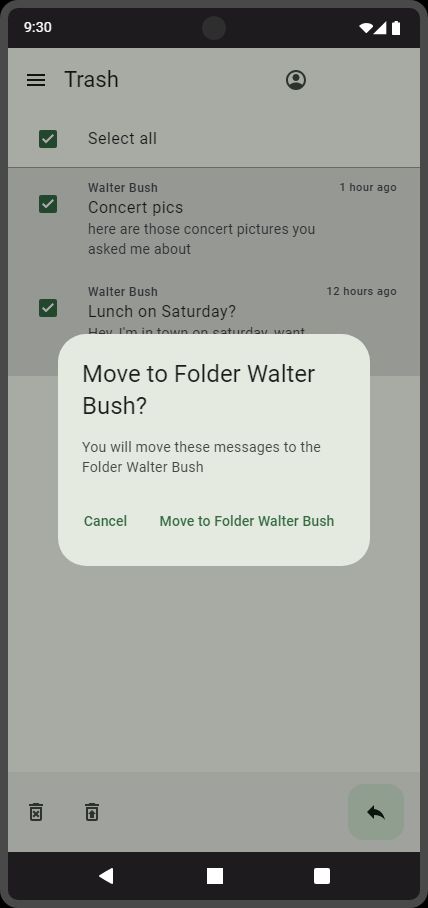 9:30
Trash
Select all
Walter Bush
1 hour ago
Concert pics
here are those concert pictures you
asked me about
Walter Bush
12 hours ago
Lunch on Saturday?
Hey, I'm in town on saturday, want
Move to Folder Walter
Bush?
You will move these messages to the
Folder Walter Bush
Cancel
Move to Folder Walter Bush